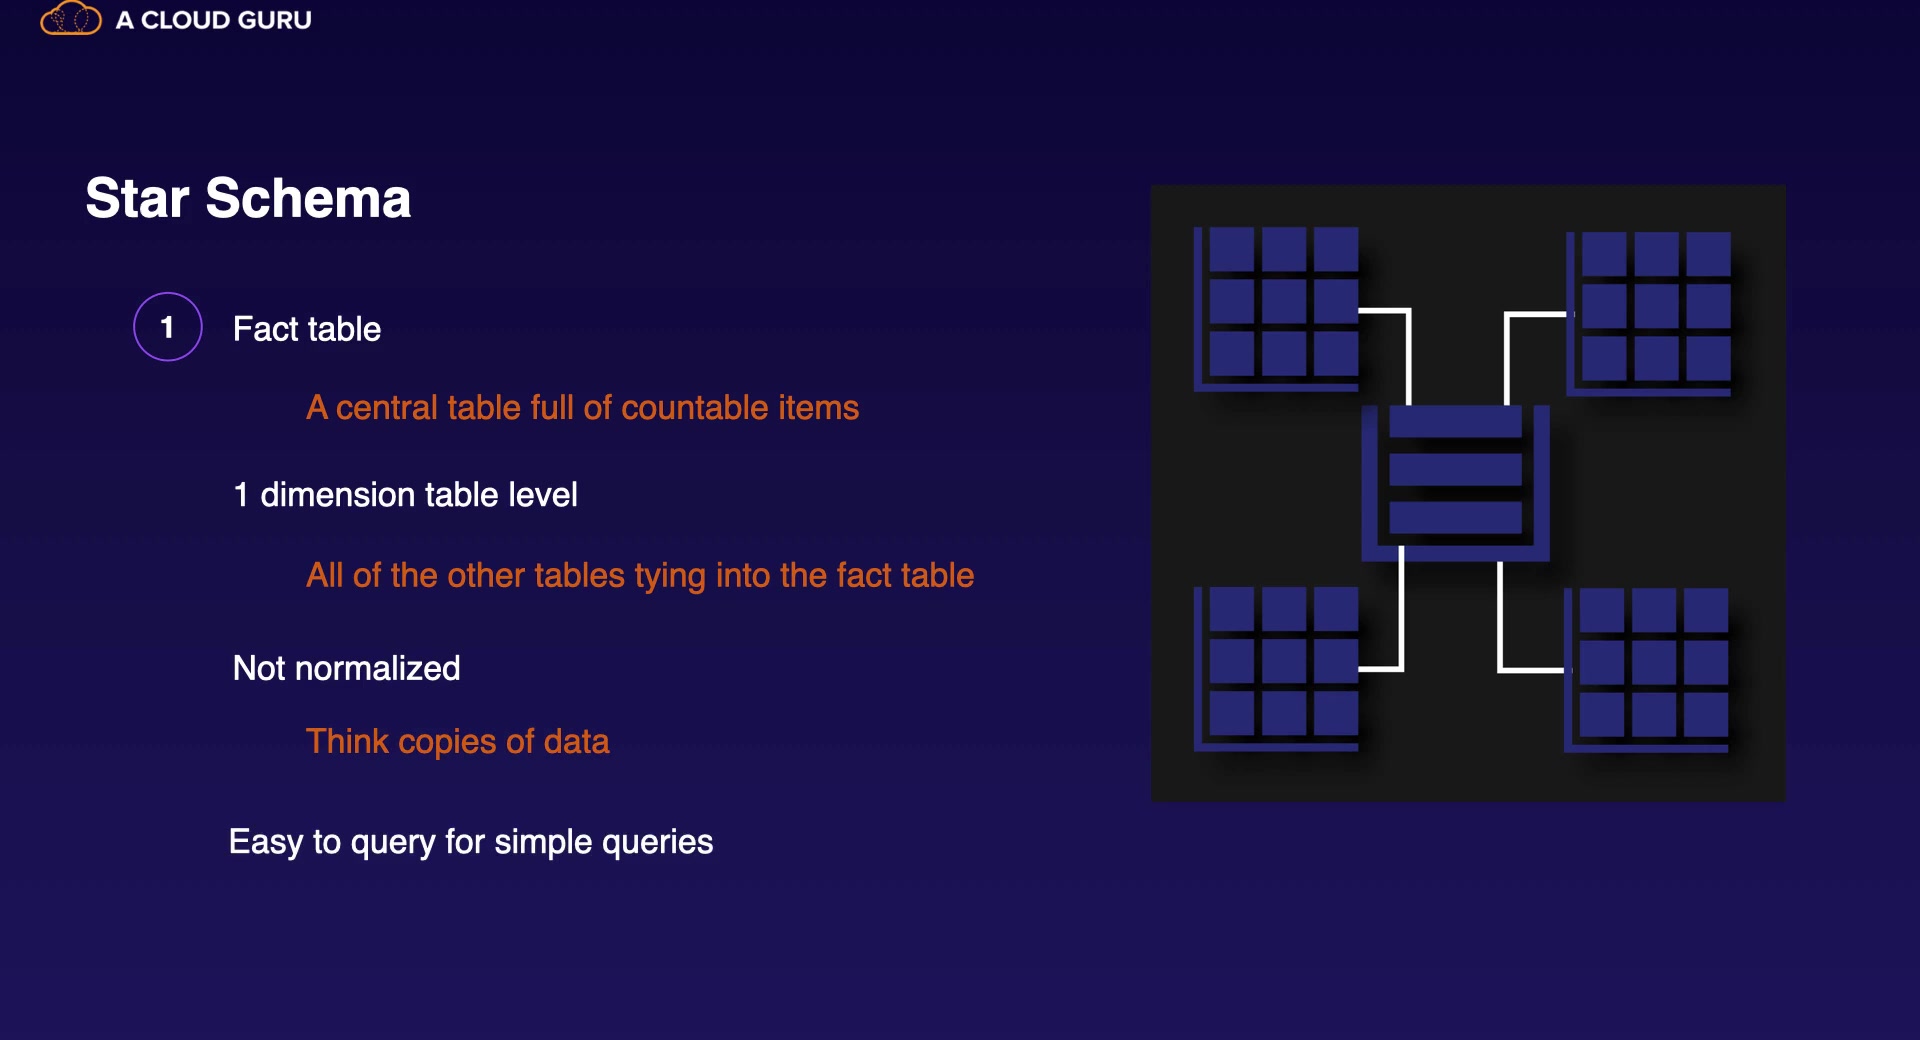 A CLOUD GURU
Star Schema
1 Fact table
A central table full of countable items
1 dimension table level
All of the other tables tying into the fact table
Not normalized
Think copies of data
Easy to query for simple queries